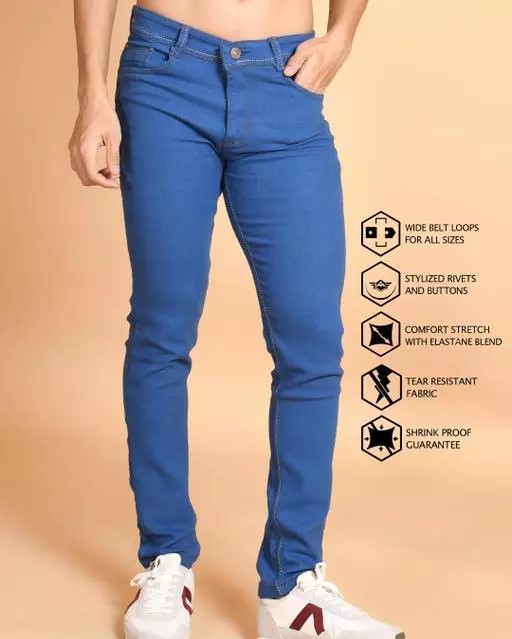 WIDE BELT LOOPS
FOR ALL SIZES
STYLIZED RIVETS
AND BUTTONS
COMFORT STRETCH
WITH ELASTANE BLEND
TEAR RESISTANT
FABRIC
SHRINK PROOF
GUARANTEE